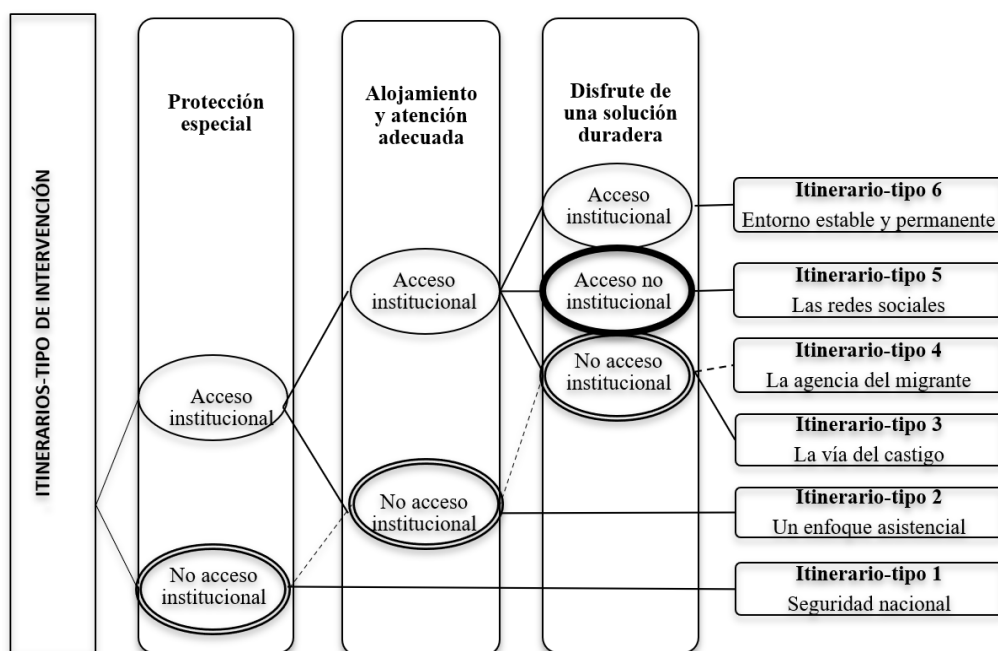 ITINERARIOS-TIPO DE INTERVENCIÓN
Protección
especial
Acceso
institucional
No acceso
institucional
Alojamiento
y atención
adecuada
Acceso
institucional
No acceso
institucional
Disfrute de
una solución
duradera
Acceso
institucional
Acceso no
institucional
No acceso
institucional
Itinerario-tipo 6
Entorno estable y permanente
Itinerario-tipo 5
Las redes sociales
Itinerario-tipo 4
La agencia del migrante
Itinerario-tipo 3
La vía del castigo
Itinerario-tipo 2
Un enfoque asistencial
Itinerario-tipo 1
Seguridad nacional